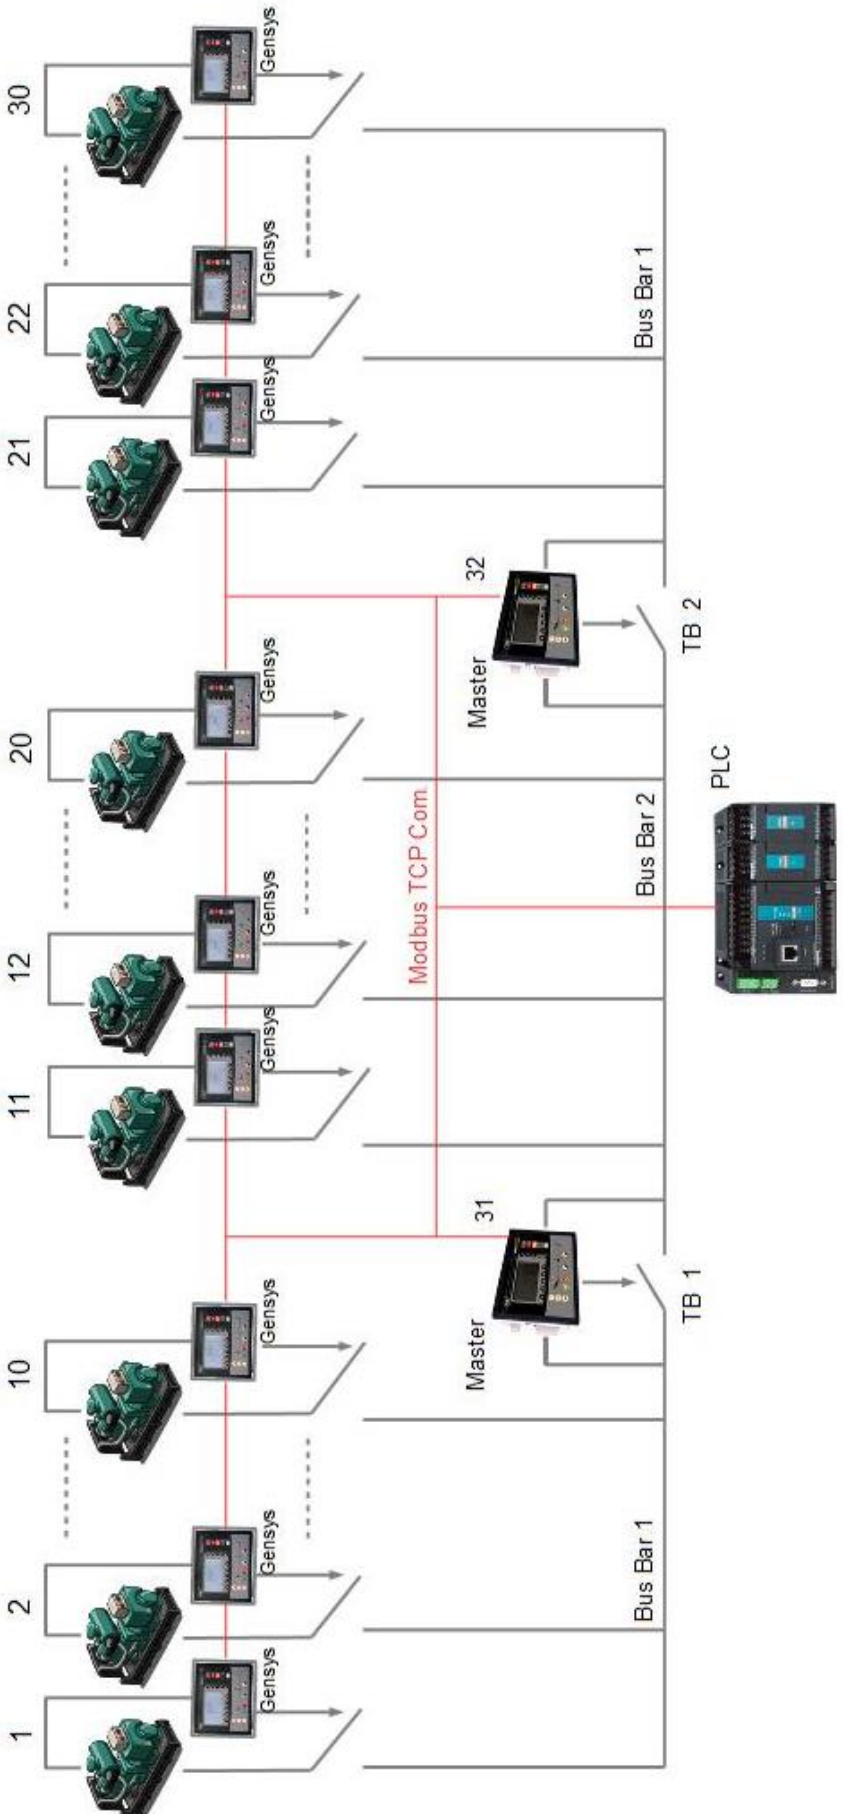 1
2
10
11
12
20
21
22
30
Gensys
Gensys
Gensys
Gensys
Gensys
Gensys
Gensys
Gensys
Gensys
Modbus TCP Com.
Master
31
Master
32
Bus Bar 1
TB 1
Bus Bar 2
TB 2
Bus Bar 1
PLC